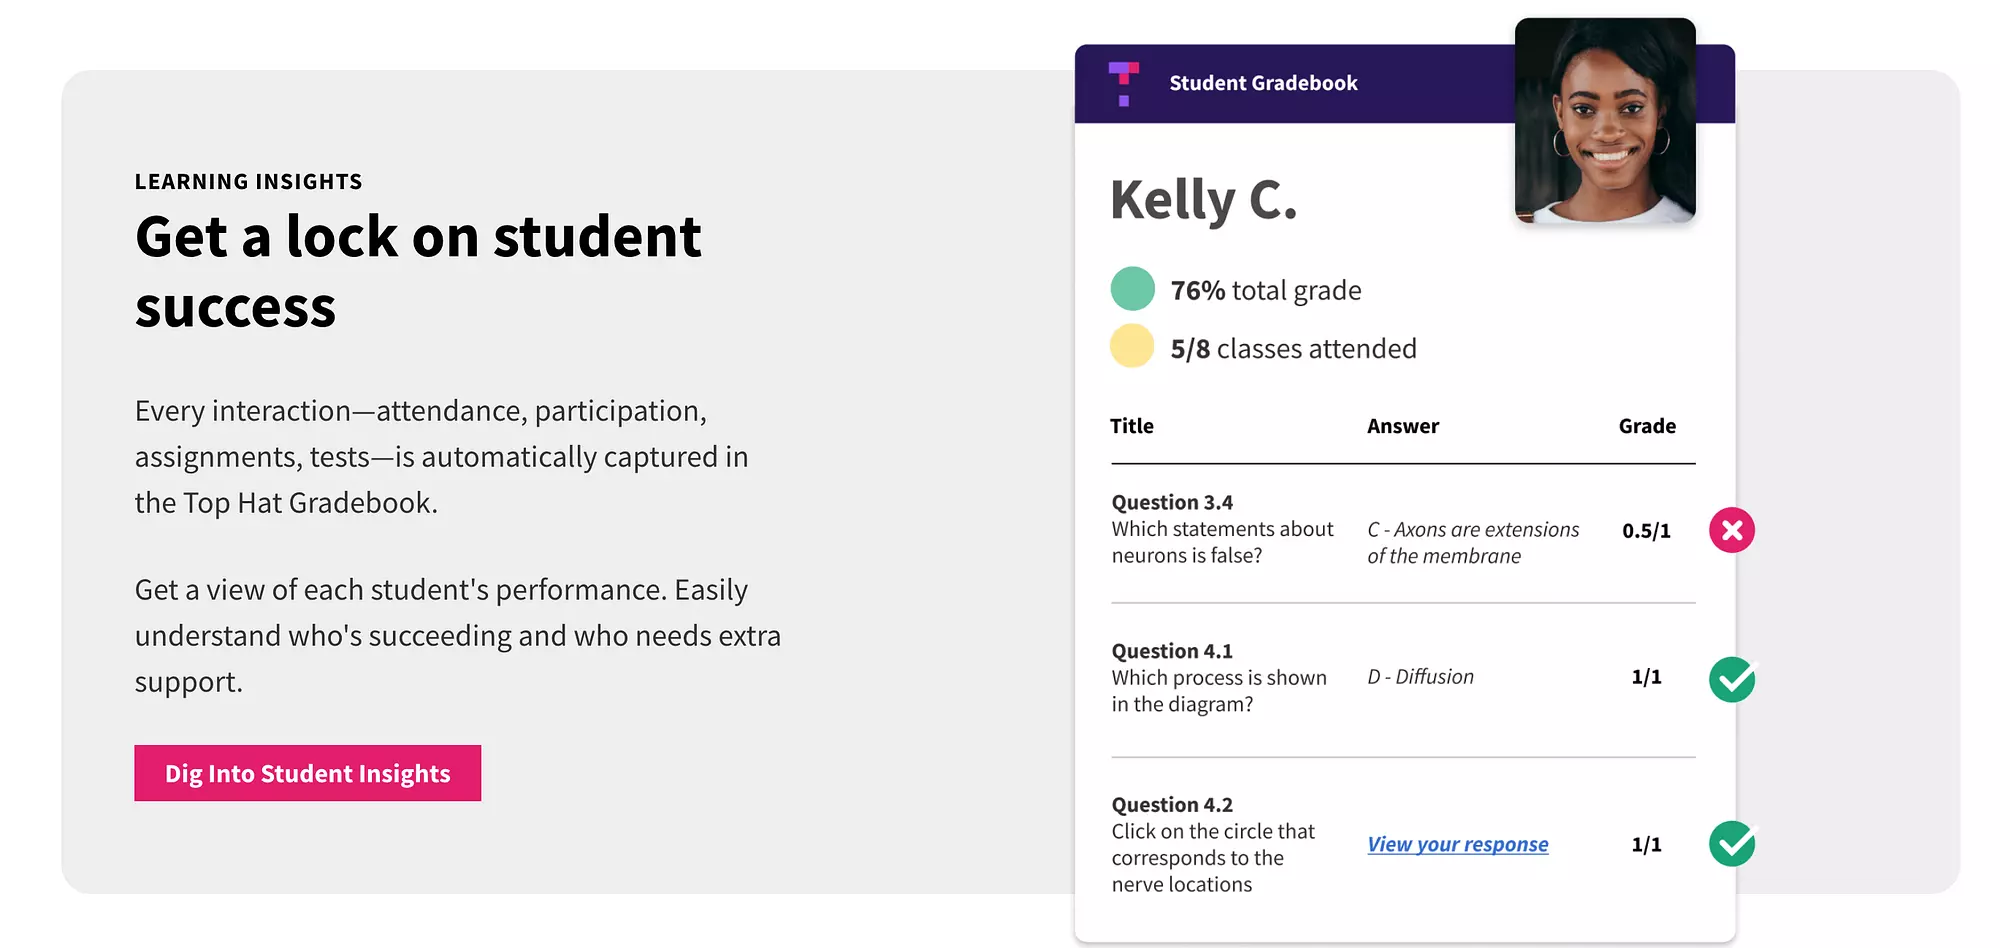 LEARNING INSIGHTS
Get a lock on student
success
Every interaction—attendance, participation,
assignments, tests—is automatically captured in
the Top Hat Gradebook.
Get a view of each student's performance. Easily
understand who's succeeding and who needs extra
support.
Dig Into Student Insights
Student Gradebook
Kelly C.
76% total grade
5/8 classes attended
Title Answer Grade
Question 3.4
Which statements about
neurons is false?
C - Axons are extensions
of the membrane
0.5/1
Question 4.1
Which process is shown
in the diagram?
D - Diffusion
1/1
Question 4.2
Click on the circle that
corresponds to the
nerve locations
View your response
1/1